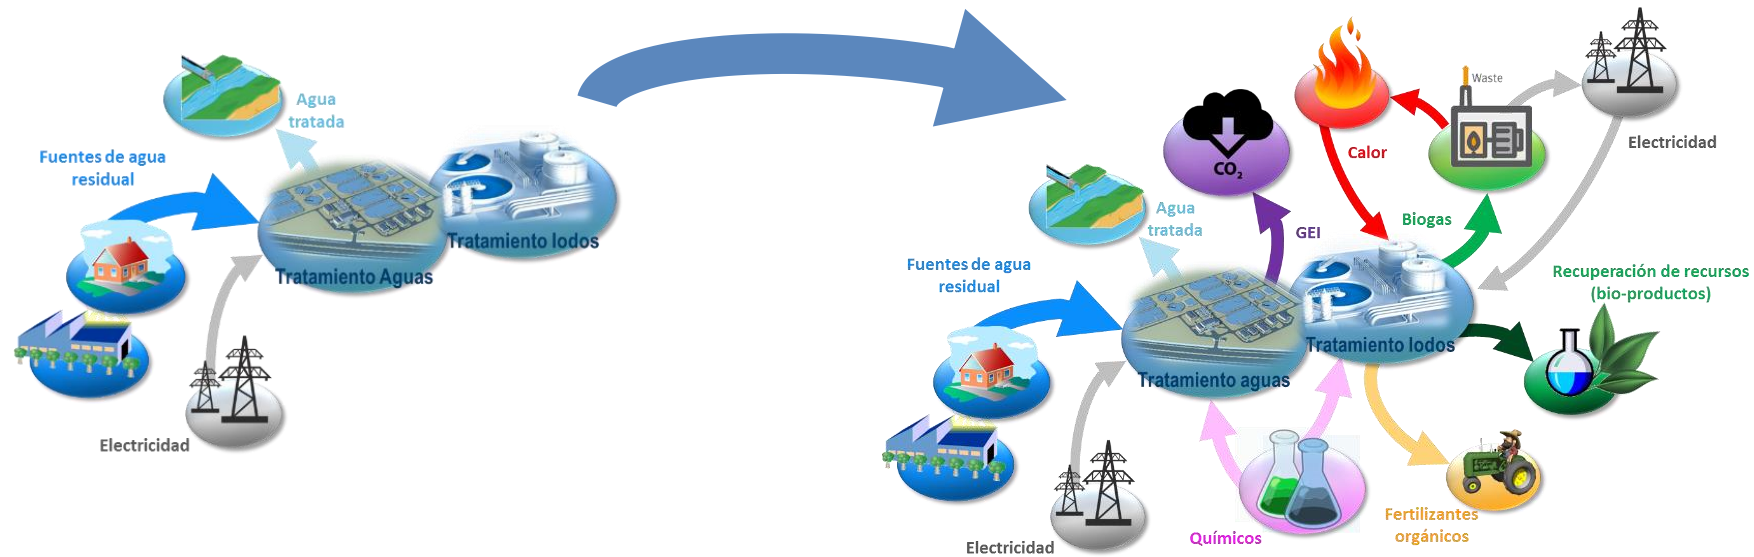 Agua
tratada
Fuentes de agua
residual
Tratamiento lodos
Tratamiento Aguas
Electricidad
Waste
CO₂
Calor
Electricidad
Agua
tratada
GEI
Biogas
Fuentes de agua
residual
Recuperación de recursos
(bio-productos)
Tratamiento lodos
Tratamiento aguas
Químicos
Fertilizantes
orgánicos
Electricidad